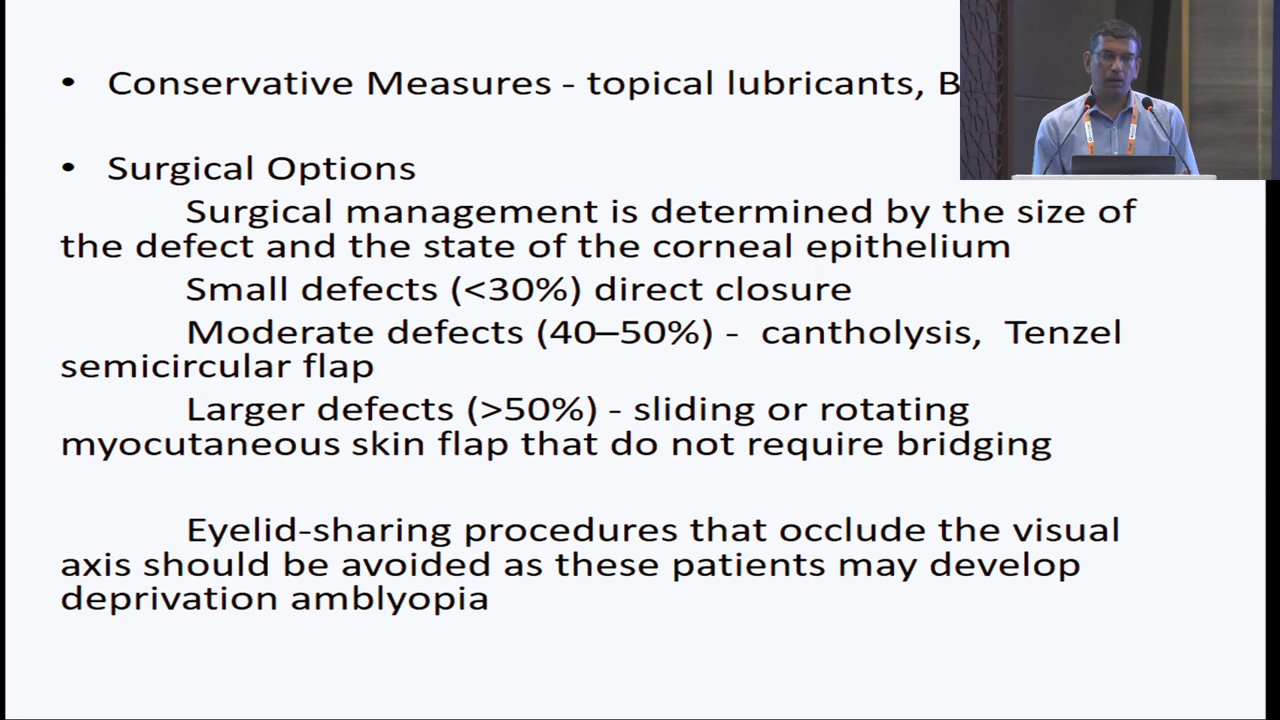 • Conservative Measures - topical lubricants, B
• Surgical Options
Surgical management is determined by the size of
the defect and the state of the corneal epithelium
Small defects (<30%) direct closure
Moderate defects (40–50%) - cantholysis, Tenzel
semicircular flap
Larger defects (>50%) - sliding or rotating
myocutaneous skin flap that do not require bridging
Eyelid-sharing procedures that occlude the visual
axis should be avoided as these patients may develop
deprivation amblyopia